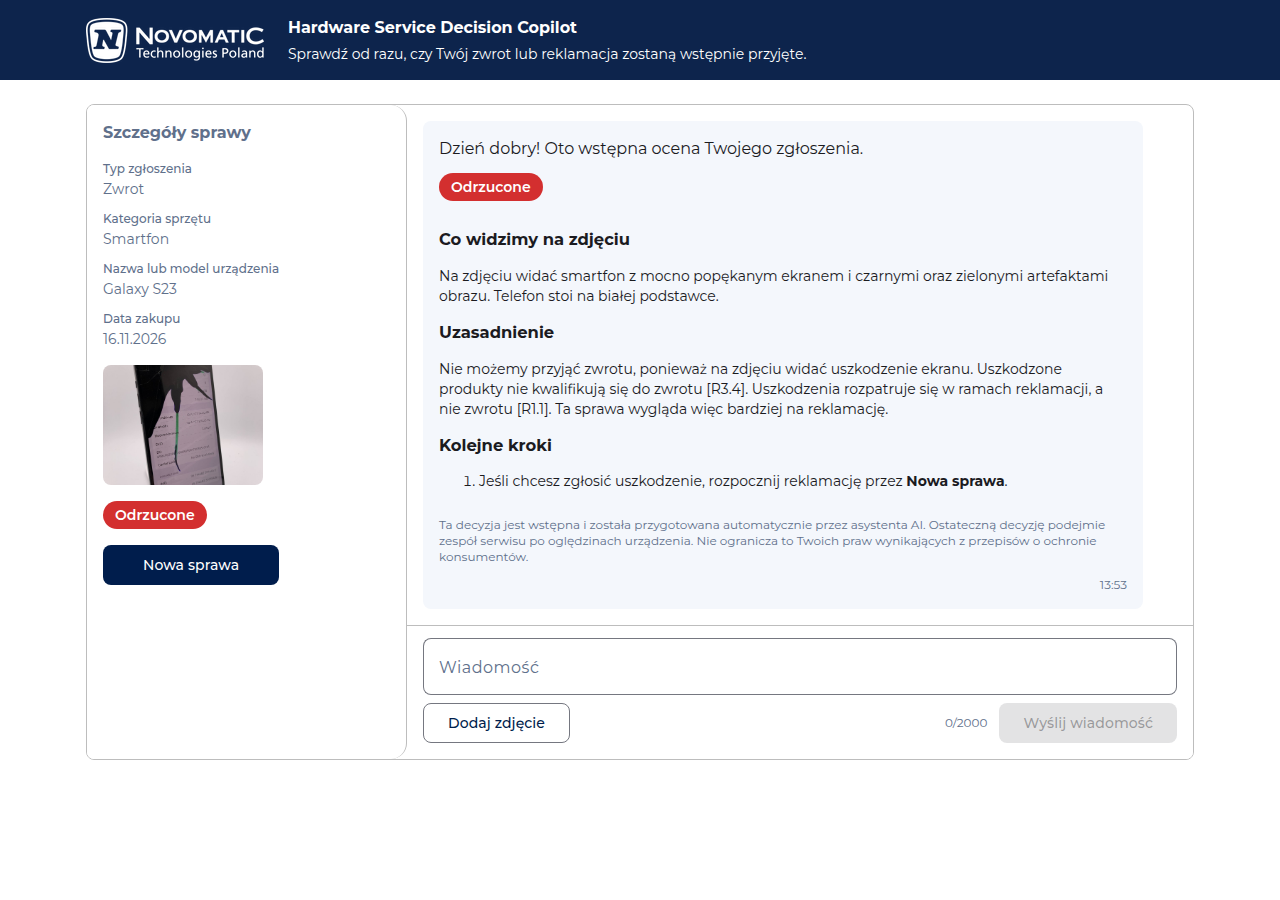 NOVOMATIC
Technologies Poland
Hardware Service Decision Copilot
Sprawdź od razu, czy Twój zwrot lub reklamacja zostaną wstępnie przyjęte.
Szczegóły sprawy
Typ zgłoszenia
Zwrot
Kategoria sprzętu
Smartfon
Nazwa lub model urządzenia
Galaxy S23
Data zakupu
16.11.2026
Odrzucone
Nowa sprawa
Dzień dobry! Oto wstępna ocena Twojego zgłoszenia.
Odrzucone
Co widzimy na zdjęciu
Na zdjęciu widać smartfon z mocno popękanym ekranem i czarnymi oraz zielonymi artefaktami
obrazu. Telefon stoi na białej podstawce.
Uzasadnienie
Nie możemy przyjąć zwrotu, ponieważ na zdjęciu widać uszkodzenie ekranu. Uszkodzone
produkty nie kwalifikują się do zwrotu [R3.4]. Uszkodzenia rozpatruje się w ramach reklamacji, a
nie zwrotu [R1.1]. Ta sprawa wygląda więc bardziej na reklamację.
Kolejne kroki
1. Jeśli chcesz zgłosić uszkodzenie, rozpocznij reklamację przez Nowa sprawa.
Ta decyzja jest wstępna i została przygotowana automatycznie przez asystenta AI. Ostateczną decyzję podejmie
zespół serwisu po oględzinach urządzenia. Nie ogranicza to Twoich praw wynikających z przepisów o ochronie
konsumentów.
13:53
Wiadomość
Dodaj zdjęcie
0/2000
Wyślij wiadomość